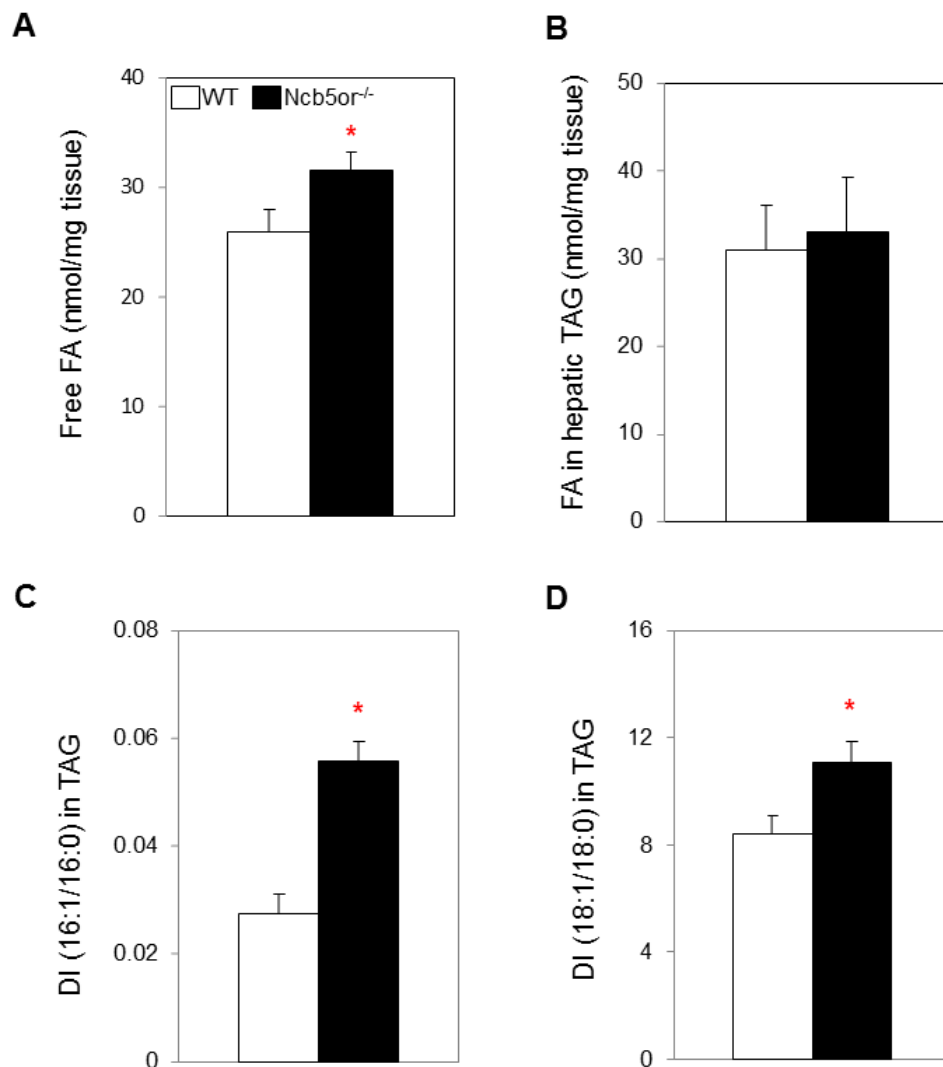 A
Free FA (nmol/mg tissue)
40
30
20
10
0
WT Ncb5or-/-
*
B
FA in hepatic TAG (nmol/mg tissue)
50
40
30
20
10
0
C
DI (16:1/16:0) in TAG
0.08
0.06
0.04
0.02
0
*
D
DI (18:1/18:0) in TAG
16
12
8
4
0
*